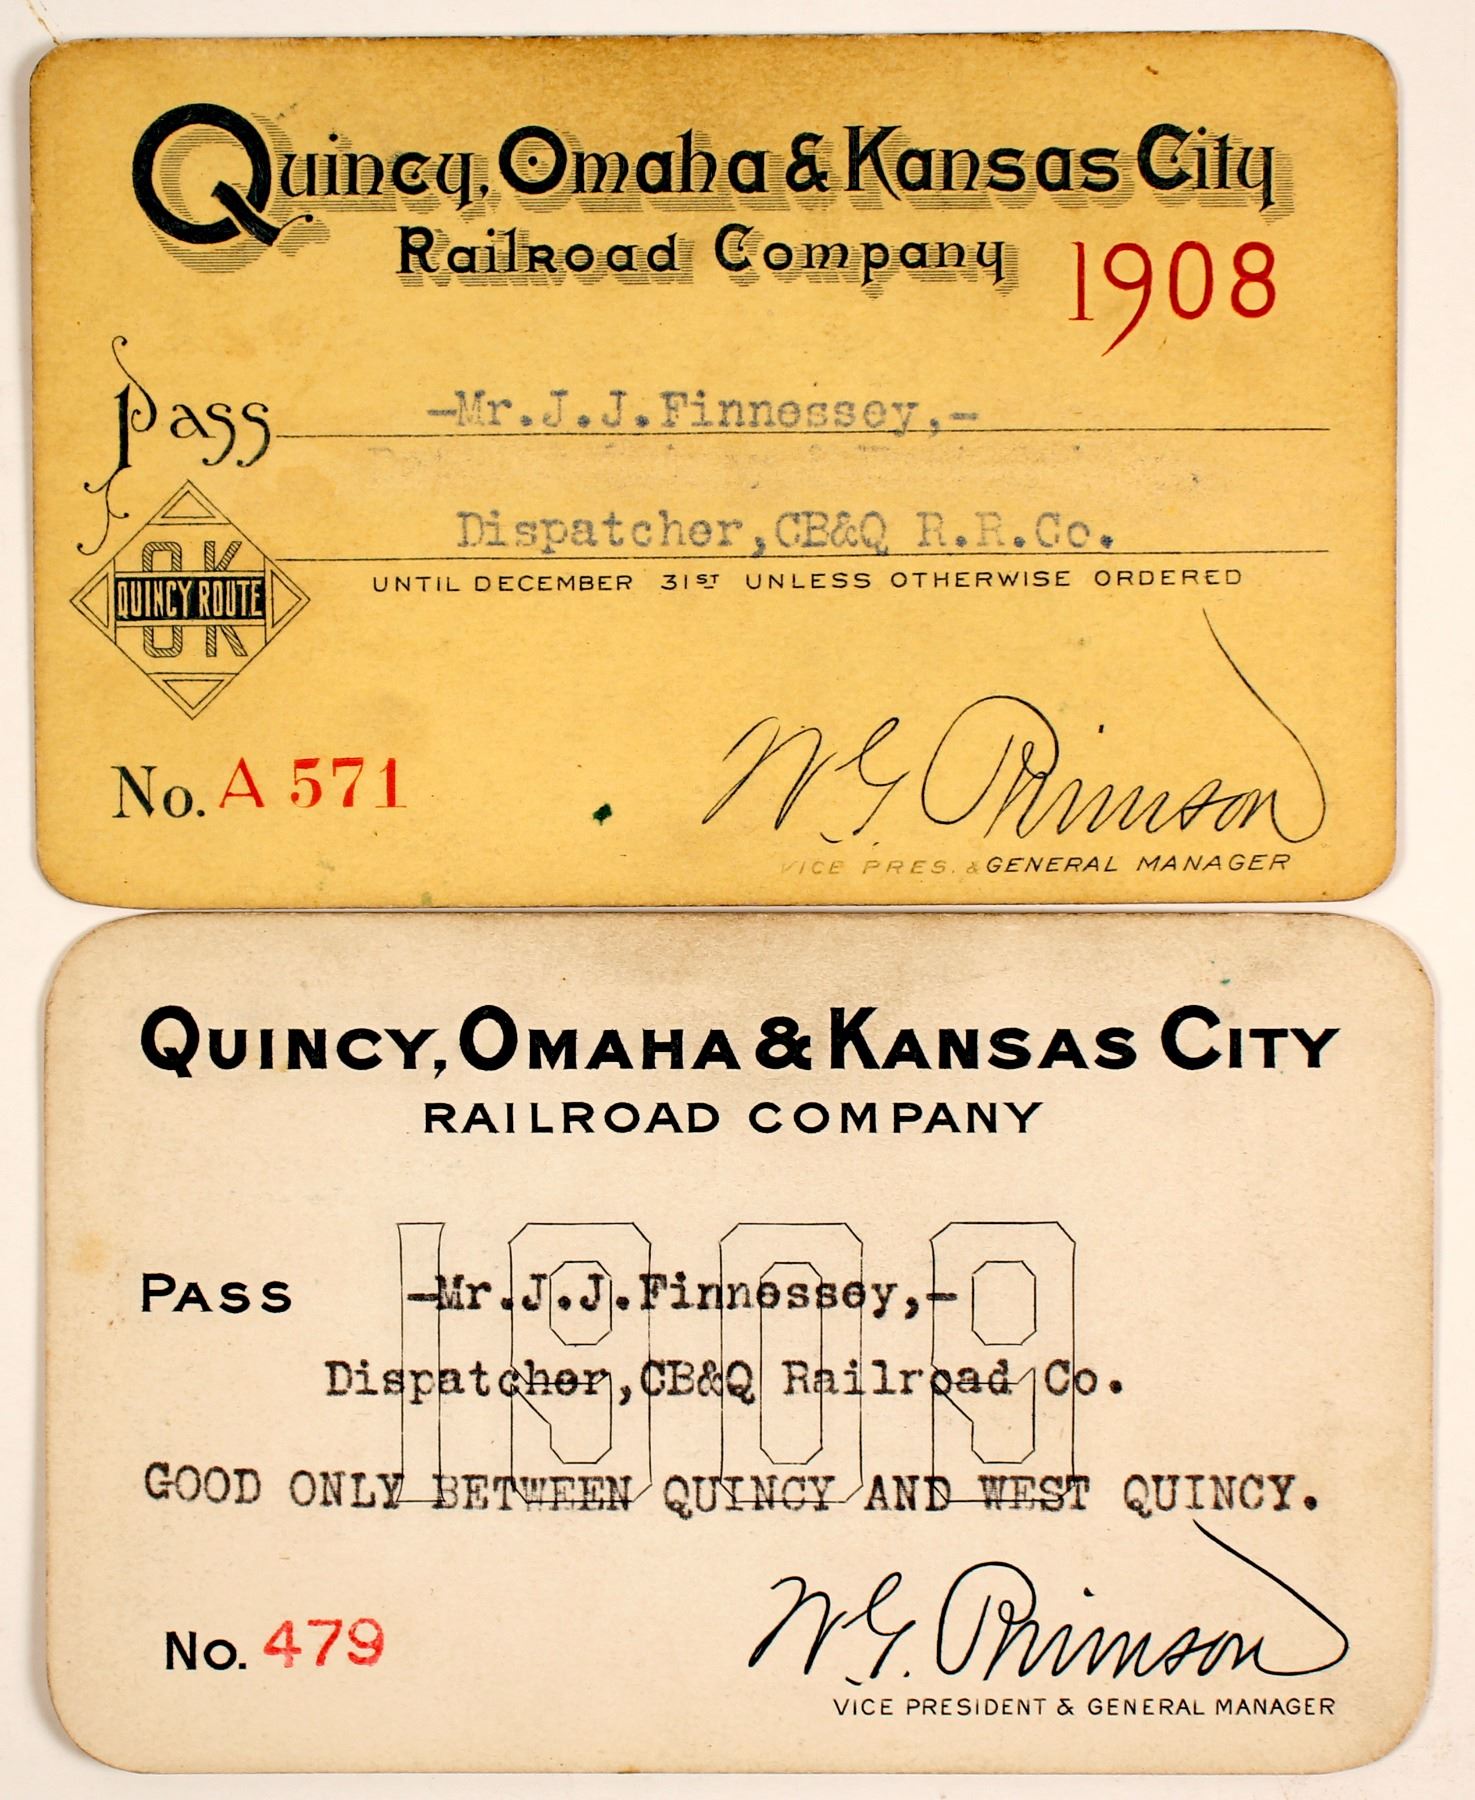 Quincy, Omaha & Kansas City
Railroad Company 1908
Pass -Mr.J.J.Finnessey,-
Dispatcher,CB&Q R.R.Co.
UNTIL DECEMBER 31ST UNLESS OTHERWISE ORDERED
OK
QUINCY ROUTE
No. A 571
W.G. Brimson
VICE PRES. & GENERAL MANAGER
QUINCY, OMAHA & KANSAS CITY
RAILROAD COMPANY
1909
PASS -Mr.J.J.Finnessey,-
Dispatcher,CB&Q Railroad Co.
GOOD ONLY BETWEEN QUINCY AND WEST QUINCY.
No. 479
W.G. Brimson
VICE PRESIDENT & GENERAL MANAGER